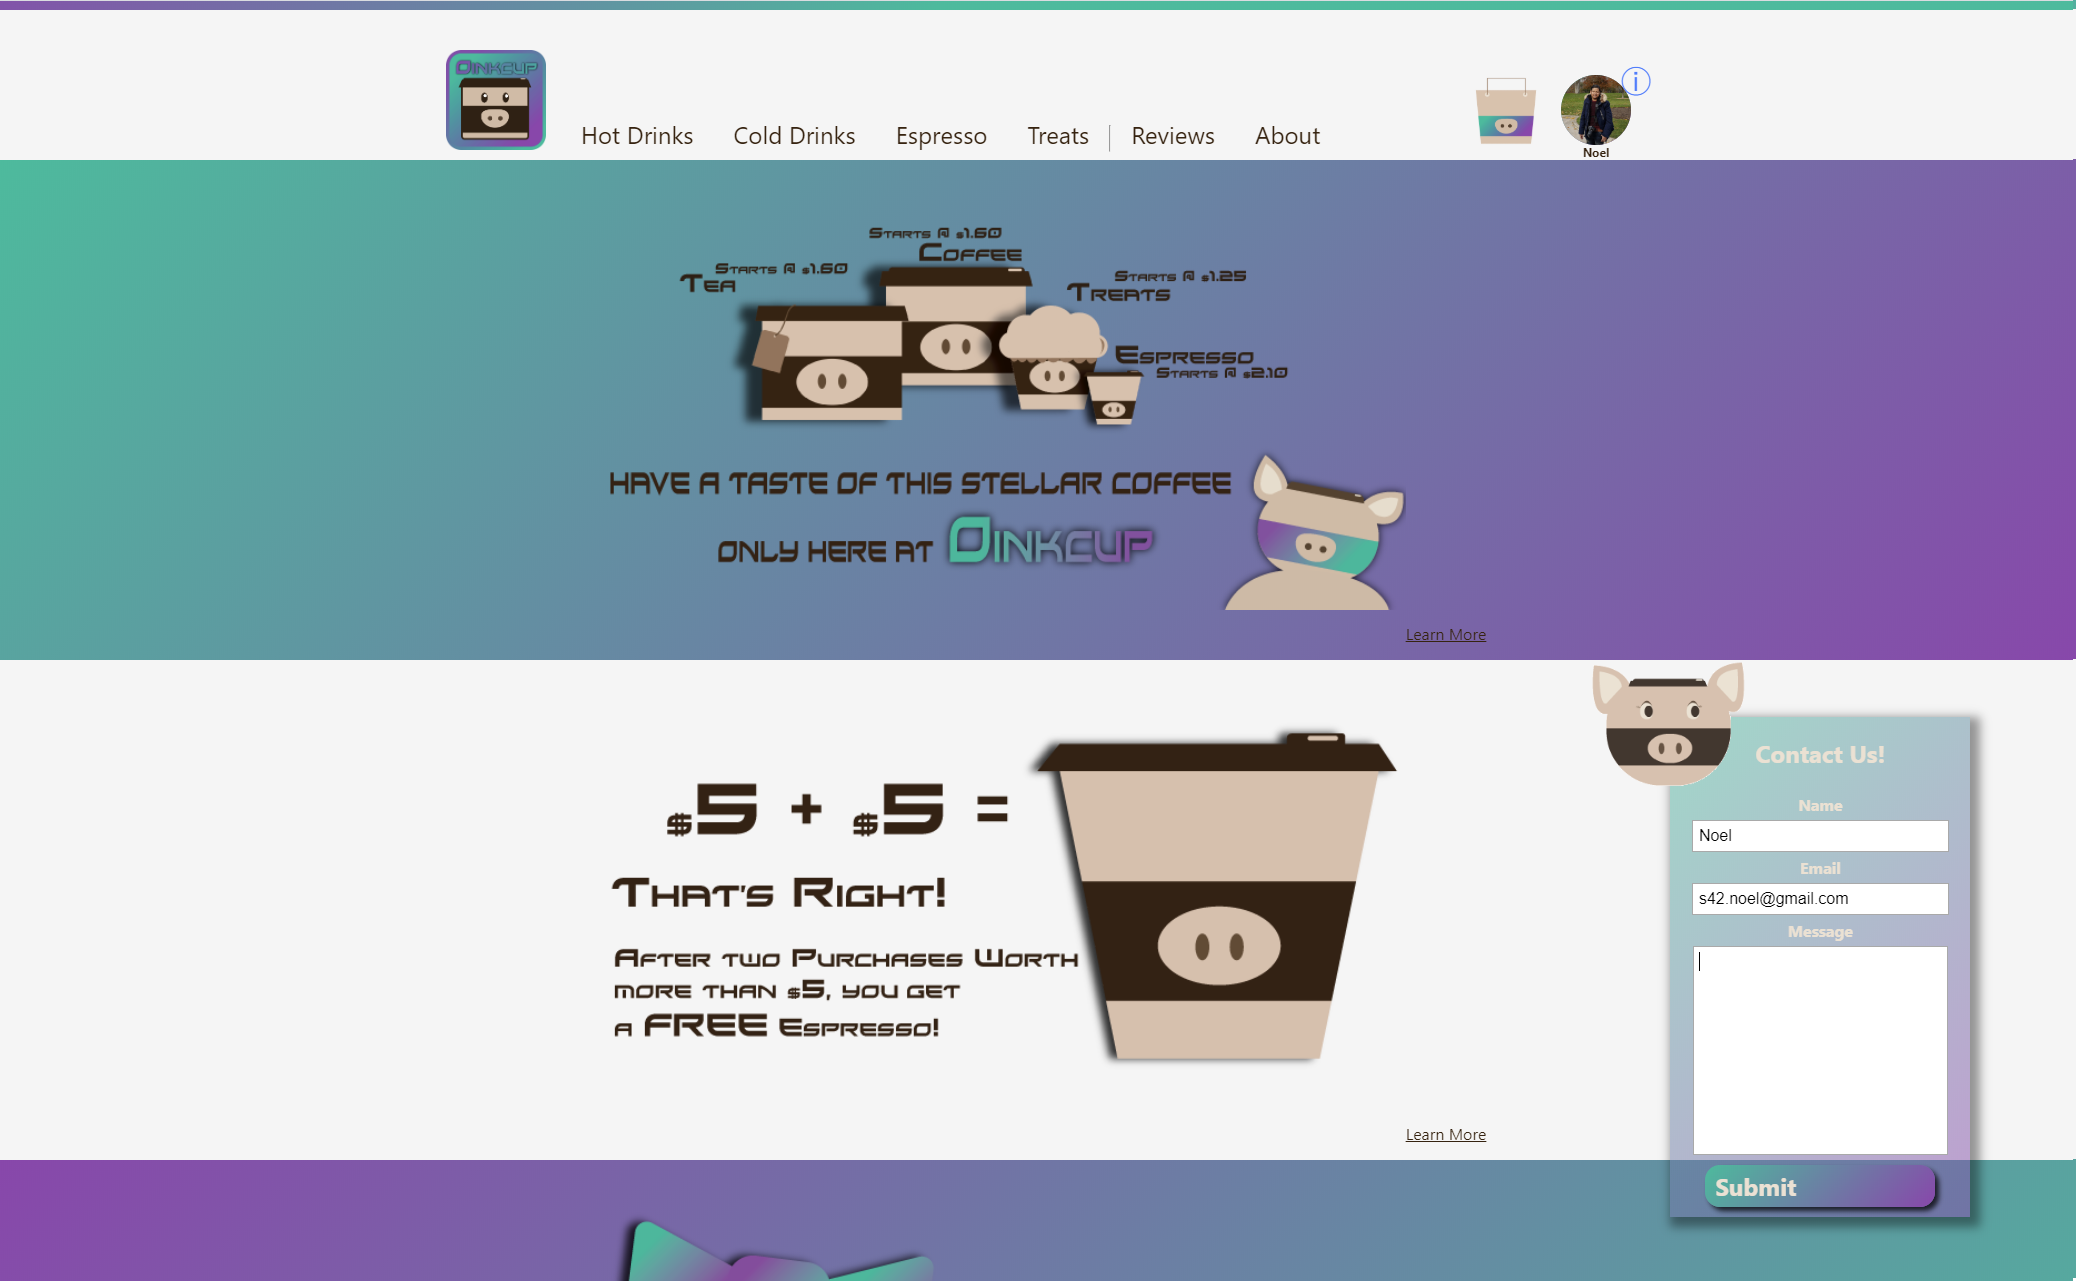 OINKCUP
Hot Drinks Cold Drinks Espresso Treats Reviews About
i
Noel
Starts @ $1.60
Coffee
Starts @ $1.60
Tea
Starts @ $1.25
Treats
Espresso
Starts @ $2.10
HAVE A TASTE OF THIS STELLAR COFFEE
ONLY HERE AT OINKCUP
Learn More
$5 + $5 =
That's Right!
After two Purchases Worth
more than $5, you get
a FREE Espresso!
Learn More
Contact Us!
Name
Noel
Email
s42.noel@gmail.com
Message
Submit